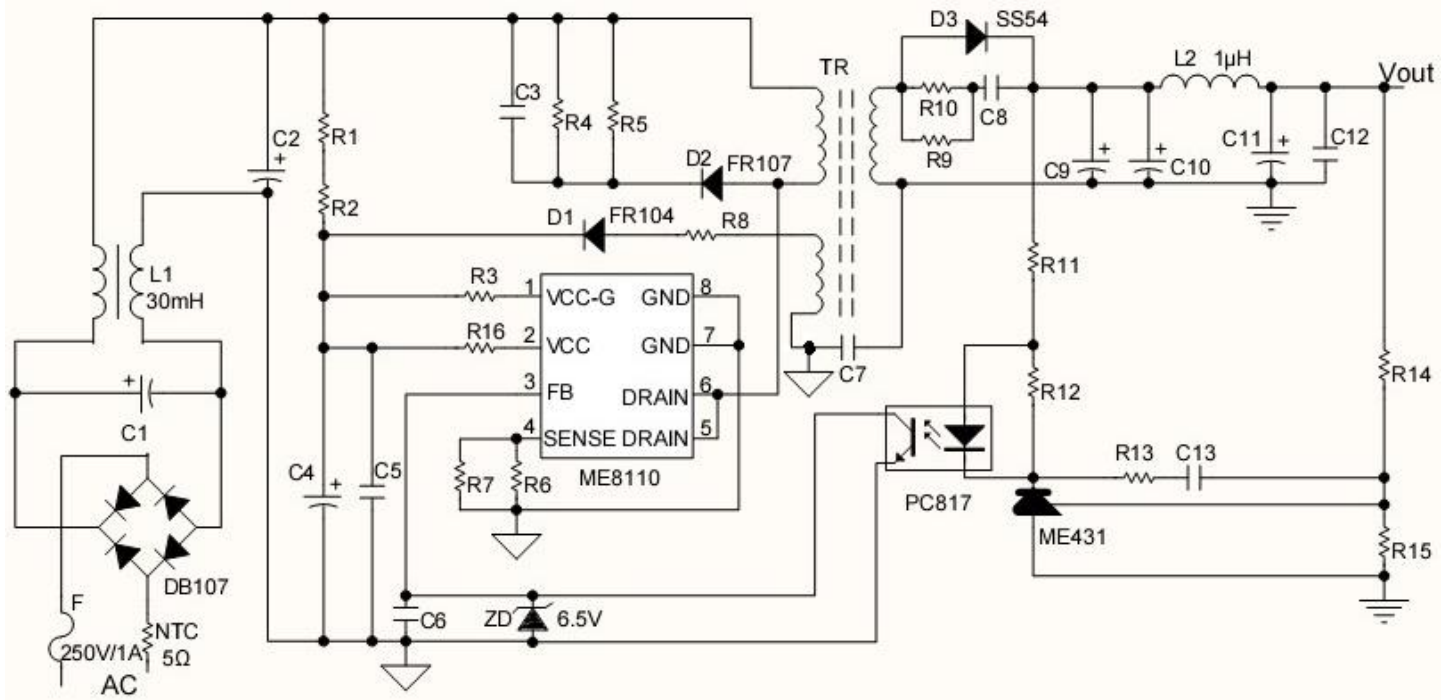 D3 SS54
TR
L2 1µH
Vout
C3
R4
R5
R10
C8
R9
C2
R1
D2 FR107
C9
C10
C11
C12
R2
D1 FR104 R8
L1
30mH
R3
1 VCC-G GND 8
R16
2 VCC GND 7
3 FB DRAIN 6
4 SENSE DRAIN 5
ME8110
C7
R11
R12
R14
C1
C4
C5
R7
R6
PC817
R13 C13
ME431
R15
DB107
F
250V/1A
NTC
5Ω
AC
C6
ZD 6.5V
+
+
+
+
+
+